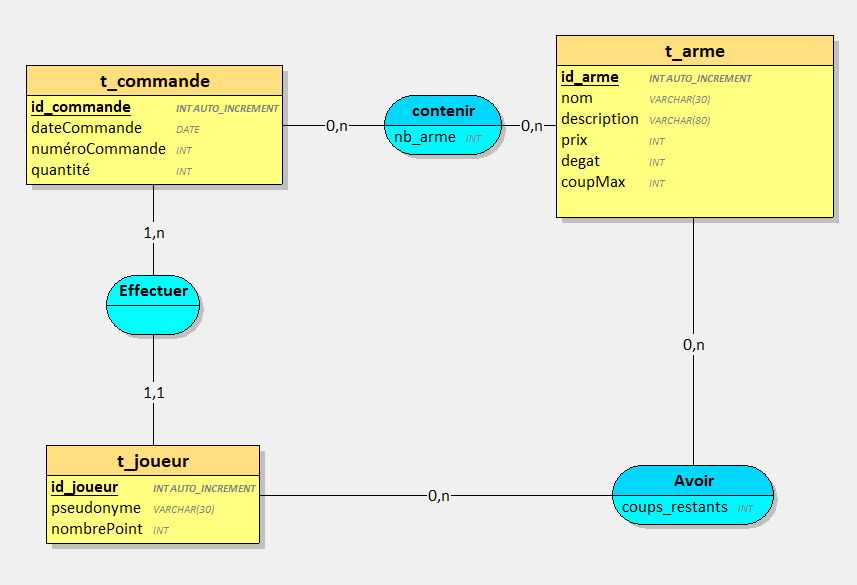 t_commande
id_commande INT AUTO_INCREMENT
dateCommande DATE
numéroCommande INT
quantité INT
0,n
contenir
nb_arme INT
0,n
t_arme
id_arme INT AUTO_INCREMENT
nom VARCHAR(30)
description VARCHAR(80)
prix INT
degat INT
coupMax INT
1,n
Effectuer
1,1
0,n
t_joueur
id_joueur INT AUTO_INCREMENT
pseudonyme VARCHAR(30)
nombrePoint INT
0,n
Avoir
coups_restants INT